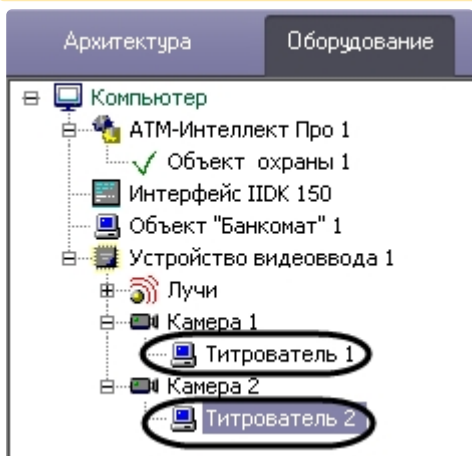 Архитектура Оборудование
Компьютер
АТМ-Интеллект Про 1
Объект охраны 1
Интерфейс IIDK 150
Объект "Банкомат" 1
Устройство видеоввода 1
Лучи
Камера 1
Титрователь 1
Камера 2
Титрователь 2